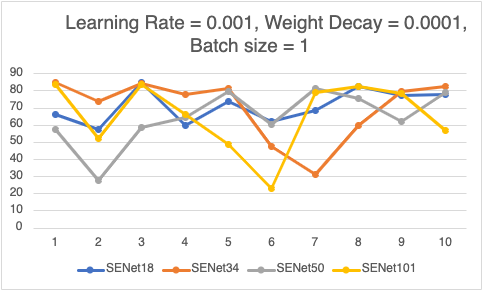 Learning Rate = 0.001, Weight Decay = 0.0001,
Batch size = 1
90
80
70
60
50
40
30
20
10
0
1 2 3 4 5 6 7 8 9 10
SENet18 SENet34 SENet50 SENet101